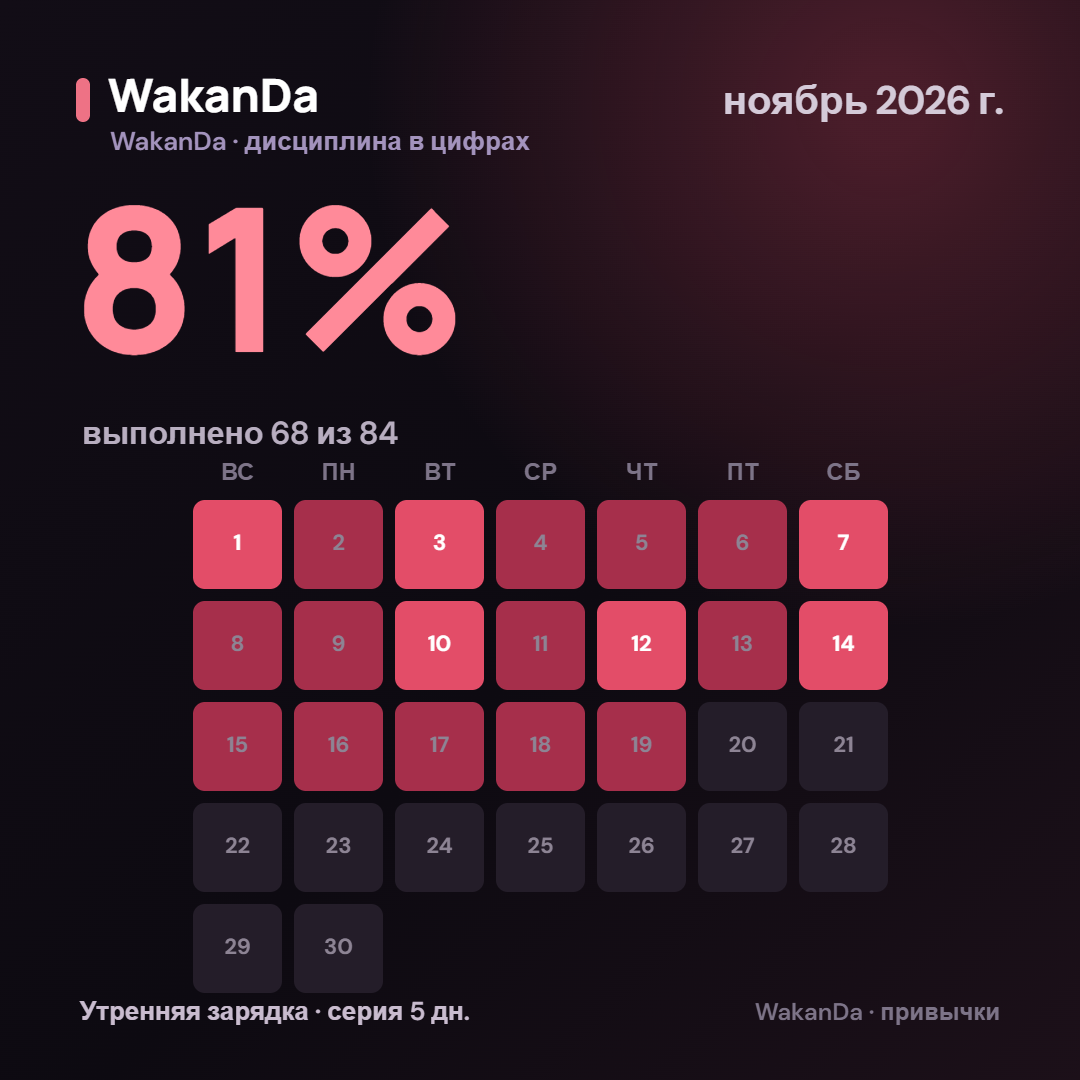 WakanDa
ноябрь 2026 г.
WakanDa · дисциплина в цифрах
81%
выполнено 68 из 84
ВС ПН ВТ СР ЧТ ПТ СБ
1 2 3 4 5 6 7
8 9 10 11 12 13 14
15 16 17 18 19 20 21
22 23 24 25 26 27 28
29 30
Утренняя зарядка · серия 5 дн.
WakanDa · привычки